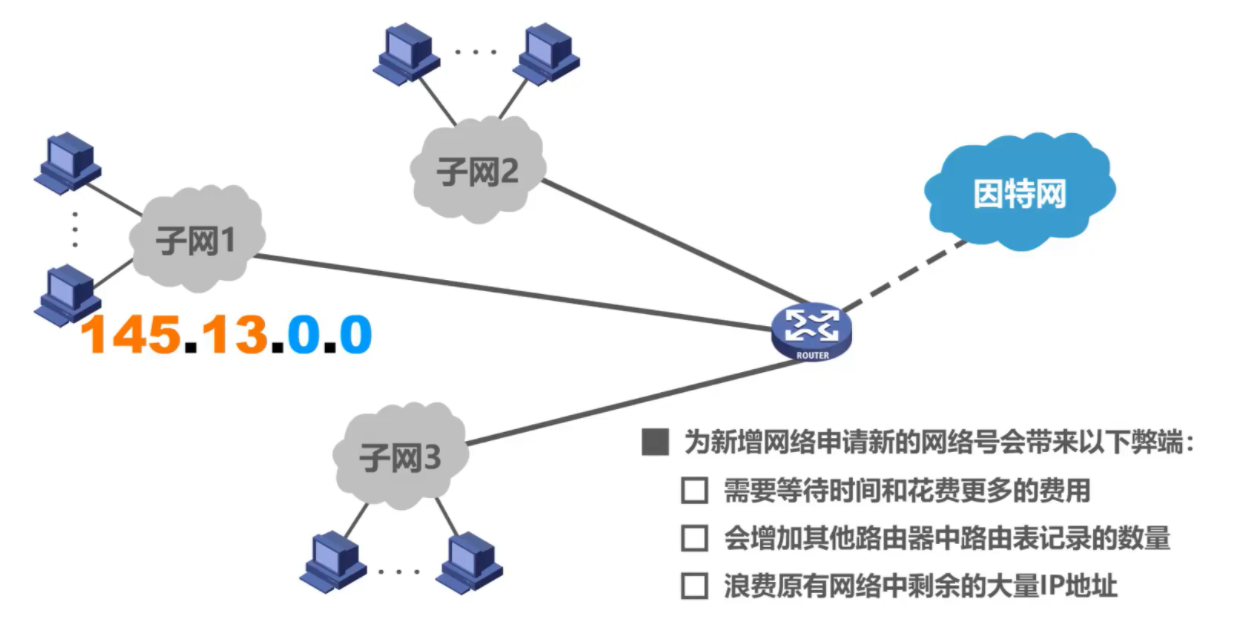 子网2
因特网
子网1
145.13.0.0
ROUTER
子网3
为新增网络申请新的网络号会带来以下弊端：
需要等待时间和花费更多的费用
会增加其他路由器中路由表记录的数量
浪费原有网络中剩余的大量IP地址